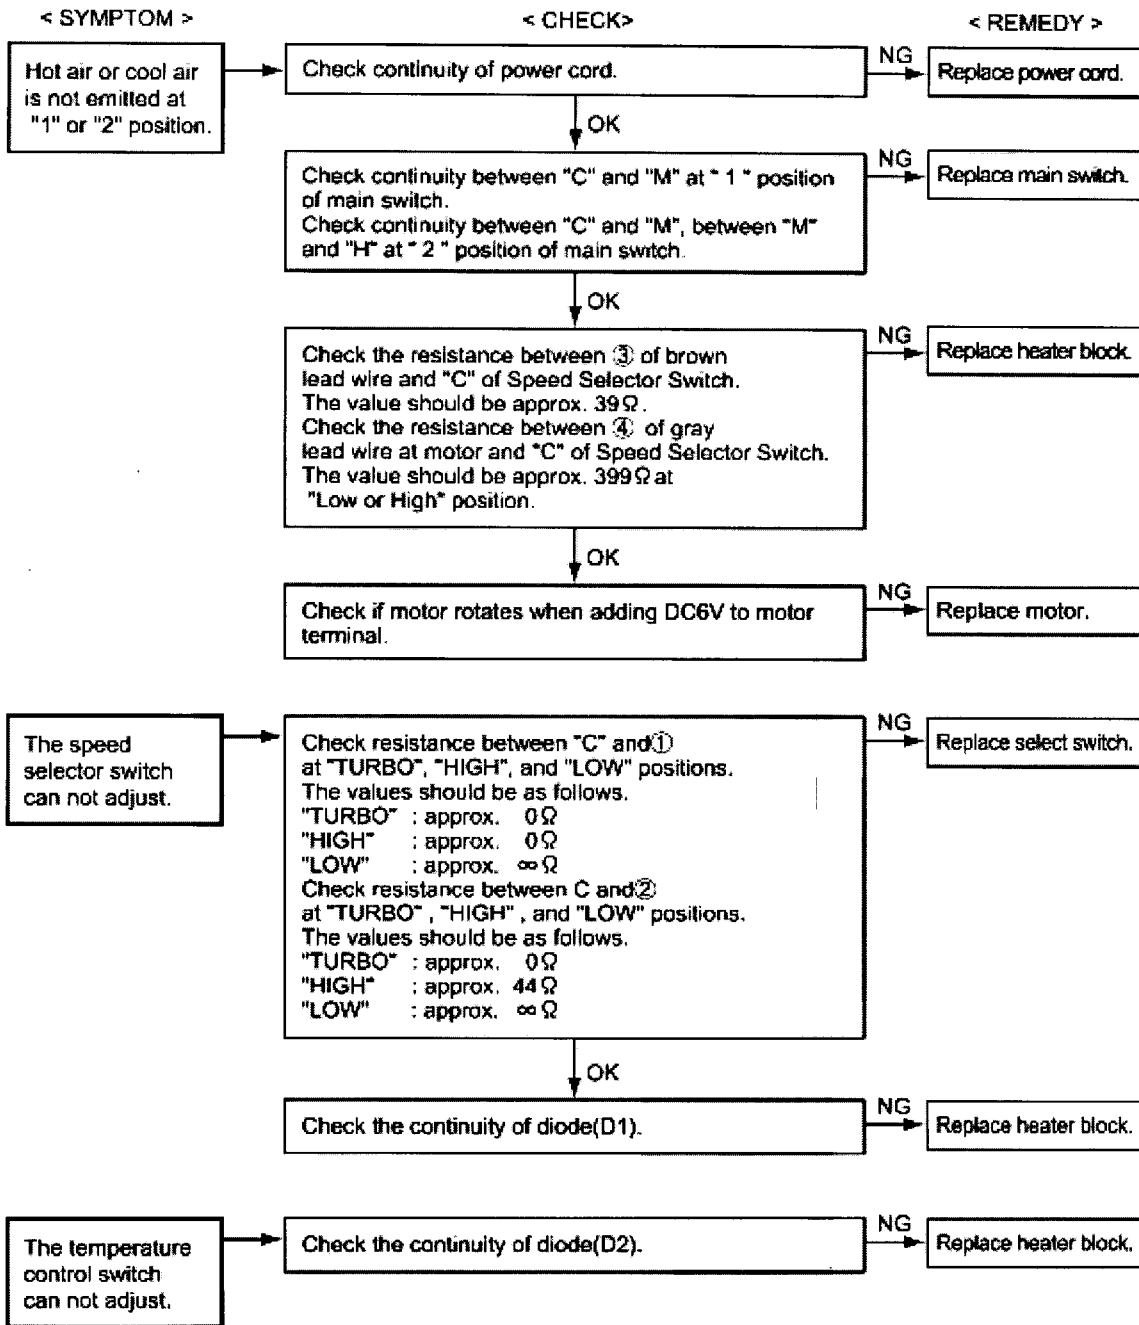 < SYMPTOM >
< CHECK>
< REMEDY >
Hot air or cool air
is not emitted at
"1" or "2" position.
Check continuity of power cord.
NG
Replace power cord.
OK
Check continuity between "C" and "M" at " 1 " position
of main switch.
Check continuity between "C" and "M", between "M"
and "H" at " 2 " position of main switch.
NG
Replace main switch.
OK
Check the resistance between ③ of brown
lead wire and "C" of Speed Selector Switch.
The value should be approx. 39Ω.
Check the resistance between ④ of gray
lead wire at motor and "C" of Speed Selector Switch.
The value should be approx. 399Ω at
"Low or High" position.
NG
Replace heater block.
OK
Check if motor rotates when adding DC6V to motor
terminal.
NG
Replace motor.
The speed
selector switch
can not adjust.
Check resistance between "C" and①
at "TURBO", "HIGH", and "LOW" positions.
The values should be as follows.
"TURBO" : approx. 0Ω
"HIGH" : approx. 0Ω
"LOW" : approx. ∞Ω
Check resistance between C and②
at "TURBO" , "HIGH" , and "LOW" positions.
The values should be as follows.
"TURBO" : approx. 0Ω
"HIGH" : approx. 44Ω
"LOW" : approx. ∞Ω
NG
Replace select switch.
OK
Check the continuity of diode(D1).
NG
Replace heater block.
The temperature
control switch
can not adjust.
Check the continuity of diode(D2).
NG
Replace heater block.